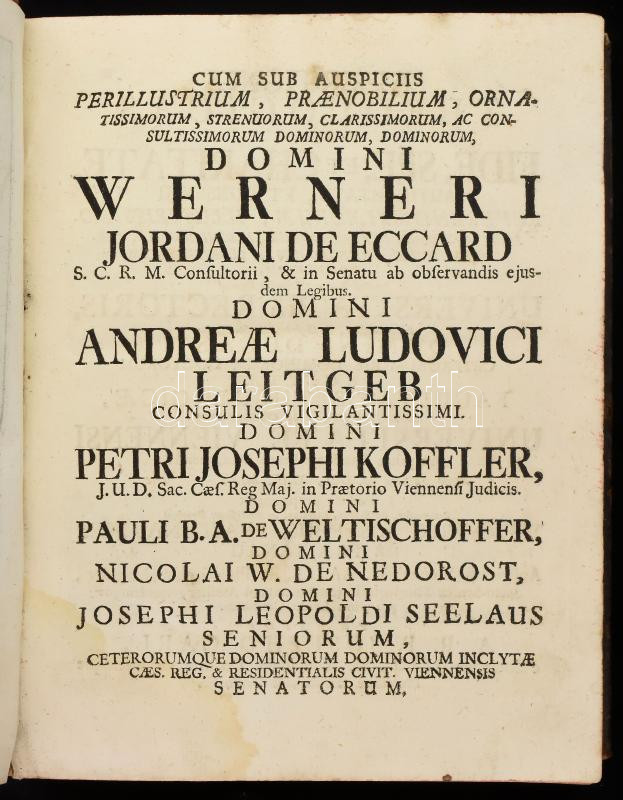 CUM SUB AUSPICIIS
PERILLUSTRIUM, PRÆNOBILIUM, ORNA-
TISSIMORUM, STRENUORUM, CLARISSIMORUM, AC CON-
SULTISSIMORUM DOMINORUM, DOMINORUM,
DOMINI
WERNERI
JORDANI DE ECCARD
S. C. R. M. Conſultorii, & in Senatu ab obſervandis ejus-
dem Legibus.
DOMINI
ANDREÆ LUDOVICI
LEITGEB
CONSULIS VIGILANTISSIMI.
DOMINI
PETRI JOSEPHI KOFFLER,
J. U. D. Sac. Cæſ. Reg Maj. in Prætorio Viennenſi Judicis.
DOMINI
PAULI B. A. DE WELTISCHOFFER,
DOMINI
NICOLAI W. DE NEDOROST,
DOMINI
JOSEPHI LEOPOLDI SEELAUS
SENIORUM,
CETERORUMQUE DOMINORUM DOMINORUM INCLYTÆ
CÆS. REG. & RESIDENTIALIS CIVIT. VIENNENSIS
SENATORUM,
darabanth